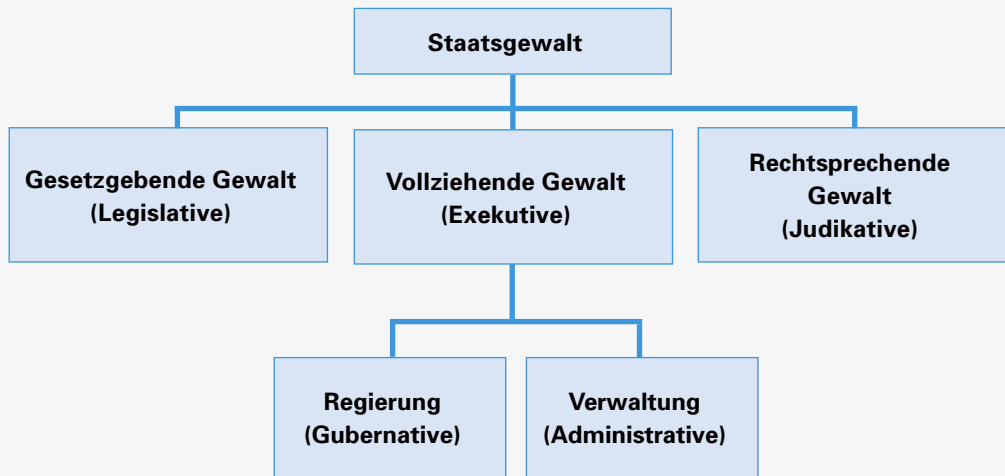 Staatsgewalt
Gesetzgebende Gewalt
(Legislative)
Vollziehende Gewalt
(Exekutive)
Rechtsprechende
Gewalt
(Judikative)
Regierung
(Gubernative)
Verwaltung
(Administrative)